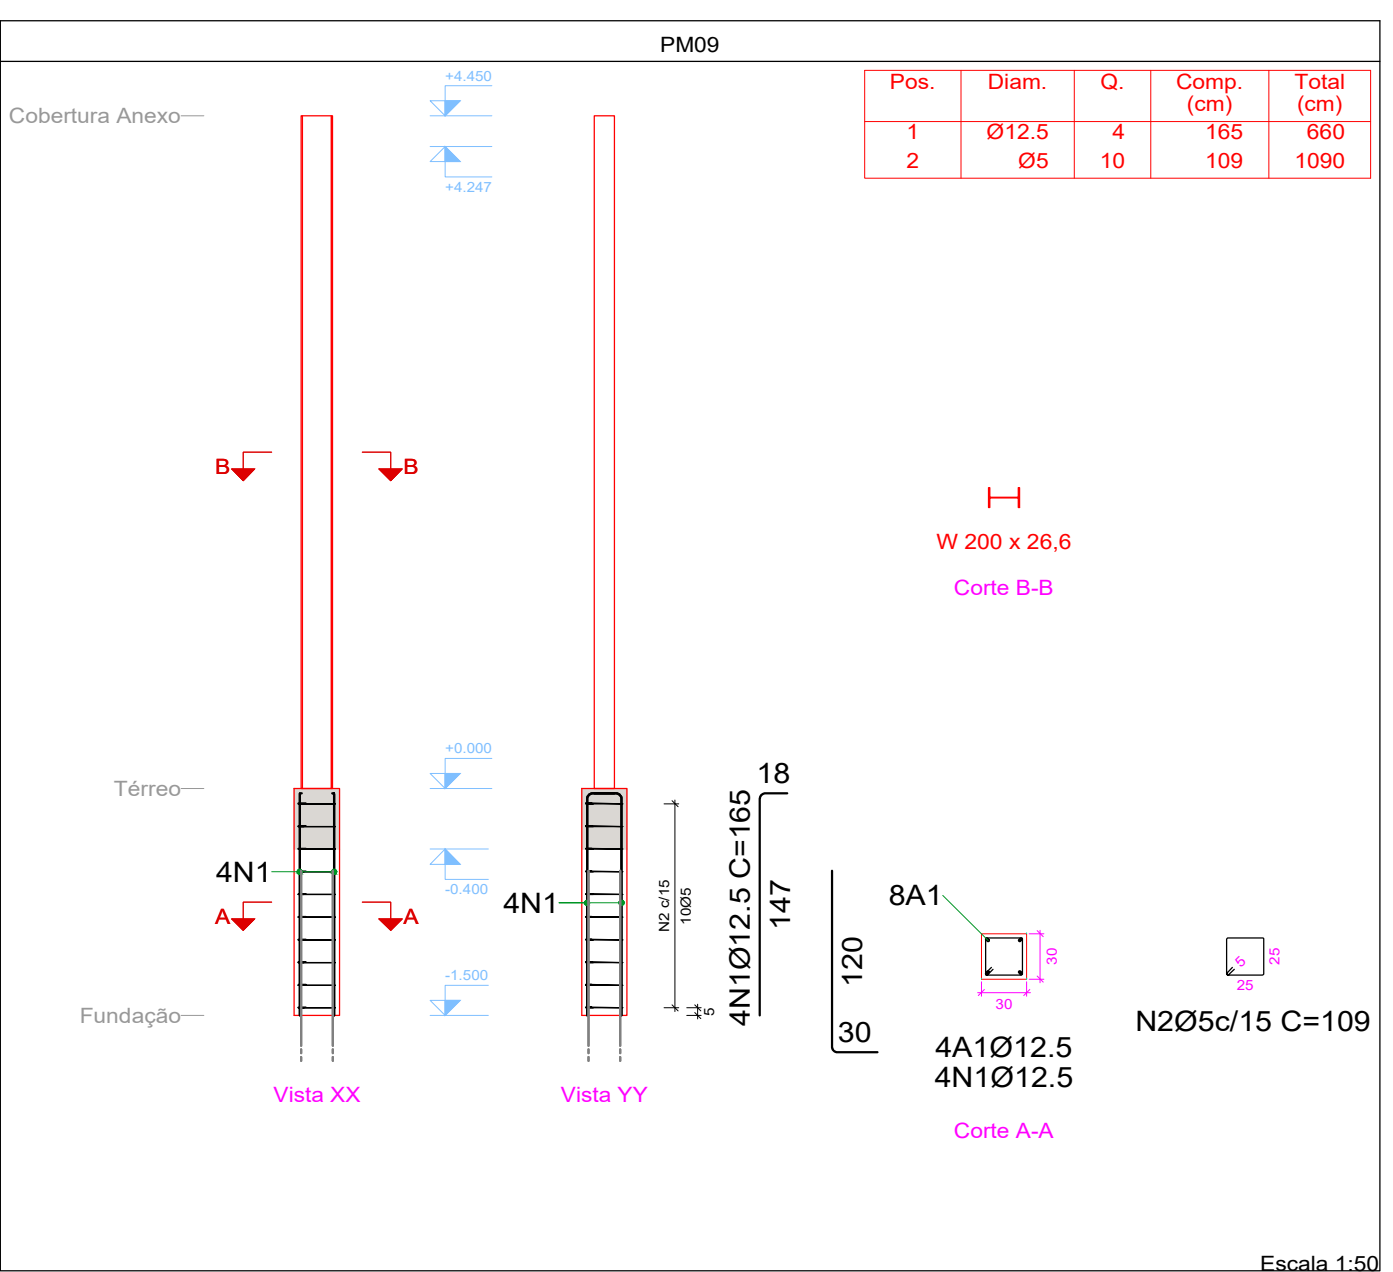 PM09
Pos. Diam. Q. Comp. (cm) Total (cm)
1 Ø12.5 4 165 660
2 Ø5 10 109 1090
Cobertura Anexo
+4.450
+4.247
B B
W 200 x 26,6
Corte B-B
+0.000
Térreo
-0.400
4N1
A A
4N1
-1.500
Fundação
N2 c/15
10Ø5
5
4N1Ø12.5 C=165
18
147
120
30
8A1
30
30
4A1Ø12.5
4N1Ø12.5
Corte A-A
5
25
25
N2Ø5c/15 C=109
Vista XX
Vista YY
Escala 1:50